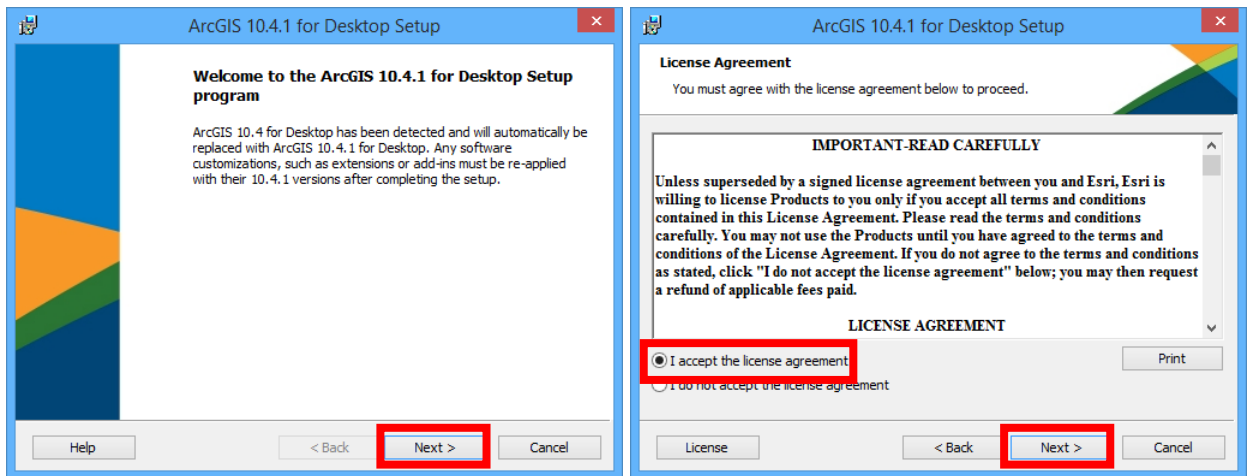 ArcGIS 10.4.1 for Desktop Setup
Welcome to the ArcGIS 10.4.1 for Desktop Setup
program
ArcGIS 10.4 for Desktop has been detected and will automatically be
replaced with ArcGIS 10.4.1 for Desktop. Any software
customizations, such as extensions or add-ins must be re-applied
with their 10.4.1 versions after completing the setup.
Help
< Back
Next >
Cancel
ArcGIS 10.4.1 for Desktop Setup
License Agreement
You must agree with the license agreement below to proceed.
IMPORTANT-READ CAREFULLY
Unless superseded by a signed license agreement between you and Esri, Esri is
willing to license Products to you only if you accept all terms and conditions
contained in this License Agreement. Please read the terms and conditions
carefully. You may not use the Products until you have agreed to the terms and
conditions of the License Agreement. If you do not agree to the terms and conditions
as stated, click "I do not accept the license agreement" below; you may then request
a refund of applicable fees paid.
LICENSE AGREEMENT
I accept the license agreement
Print
I do not accept the license agreement
License
< Back
Next >
Cancel